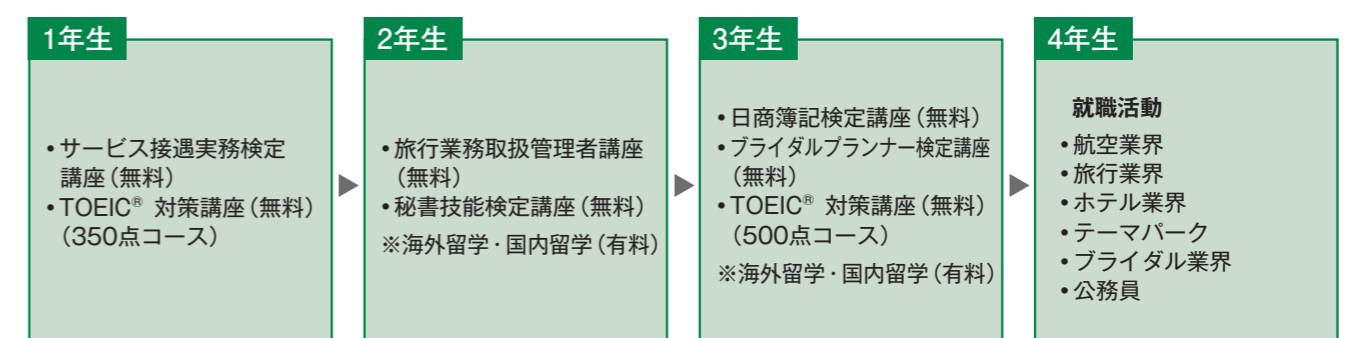 1年生
・サービス接遇実務検定
講座(無料)
・TOEIC® 対策講座(無料)
(350点コース)
2年生
・旅行業務取扱管理者講座
(無料)
・秘書技能検定講座(無料)
※海外留学・国内留学(有料)
3年生
・日商簿記検定講座(無料)
・ブライダルプランナー検定講座
(無料)
・TOEIC® 対策講座(無料)
(500点コース)
※海外留学・国内留学(有料)
4年生
就職活動
・航空業界
・旅行業界
・ホテル業界
・テーマパーク
・ブライダル業界
・公務員